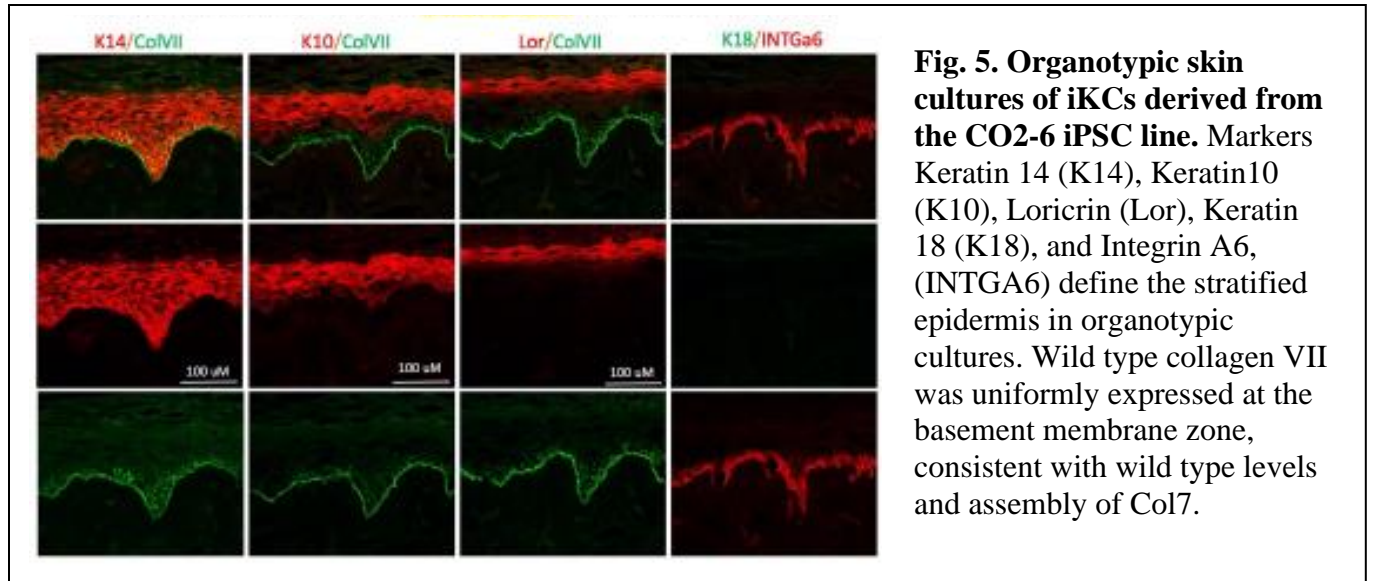 K14/ColVII K10/ColVII Lor/ColVII K18/INTGa6
100 uM 100 uM 100 uM
Fig. 5. Organotypic skin
cultures of iKCs derived from
the CO2-6 iPSC line. Markers
Keratin 14 (K14), Keratin10
(K10), Loricrin (Lor), Keratin
18 (K18), and Integrin A6,
(INTGA6) define the stratified
epidermis in organotypic
cultures. Wild type collagen VII
was uniformly expressed at the
basement membrane zone,
consistent with wild type levels
and assembly of Col7.